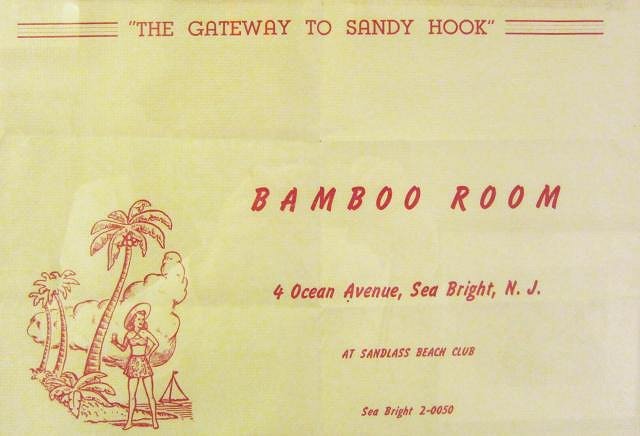 "THE GATEWAY TO SANDY HOOK"
BAMBOO ROOM
4 Ocean Avenue, Sea Bright, N. J.
AT SANDLASS BEACH CLUB
Sea Bright 2-0050